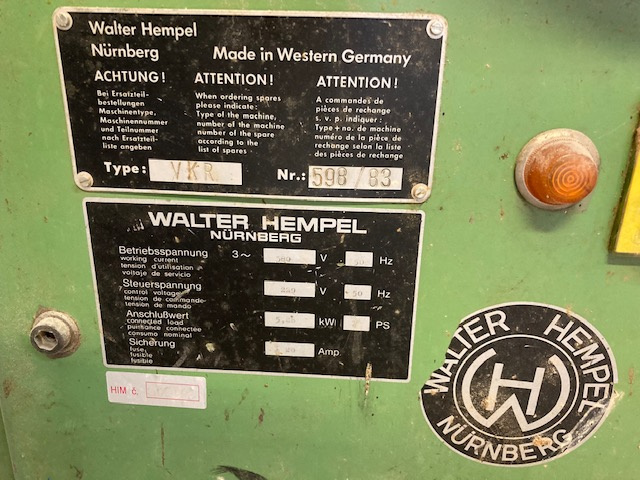 Walter Hempel
Nürnberg
Made in Western Germany
ACHTUNG!
Bei Ersatzteil-
bestellungen
Maschinentype,
Maschinennummer
und Teilnummer
nach Ersatzteil-
liste angeben
ATTENTION!
When ordering spares
please indicate:
Type of the machine,
number of the machine
number of the spare
according to the
list of spares
ATTENTION!
A commandes de
pièces de rechange
s. v. p. indiquer:
Type + no. de machine
numéro de la pièce de
rechange selon la liste
des pièces de rechange
Type: VKR
Nr.: 598/83
WALTER HEMPEL
NÜRNBERG
Betriebsspannung 3~ V Hz
working current
tension d'utilisation
voltaje de servicio
Steuerspannung V 50 Hz
control voltage
tension de commande
tension de mando
Anschlußwert kW PS
connected load
puissance connectée
consumo nominal
Sicherung Amp.
fuse
fusible
fusible
HIM č.
WALTER HEMPEL
HW
NÜRNBERG